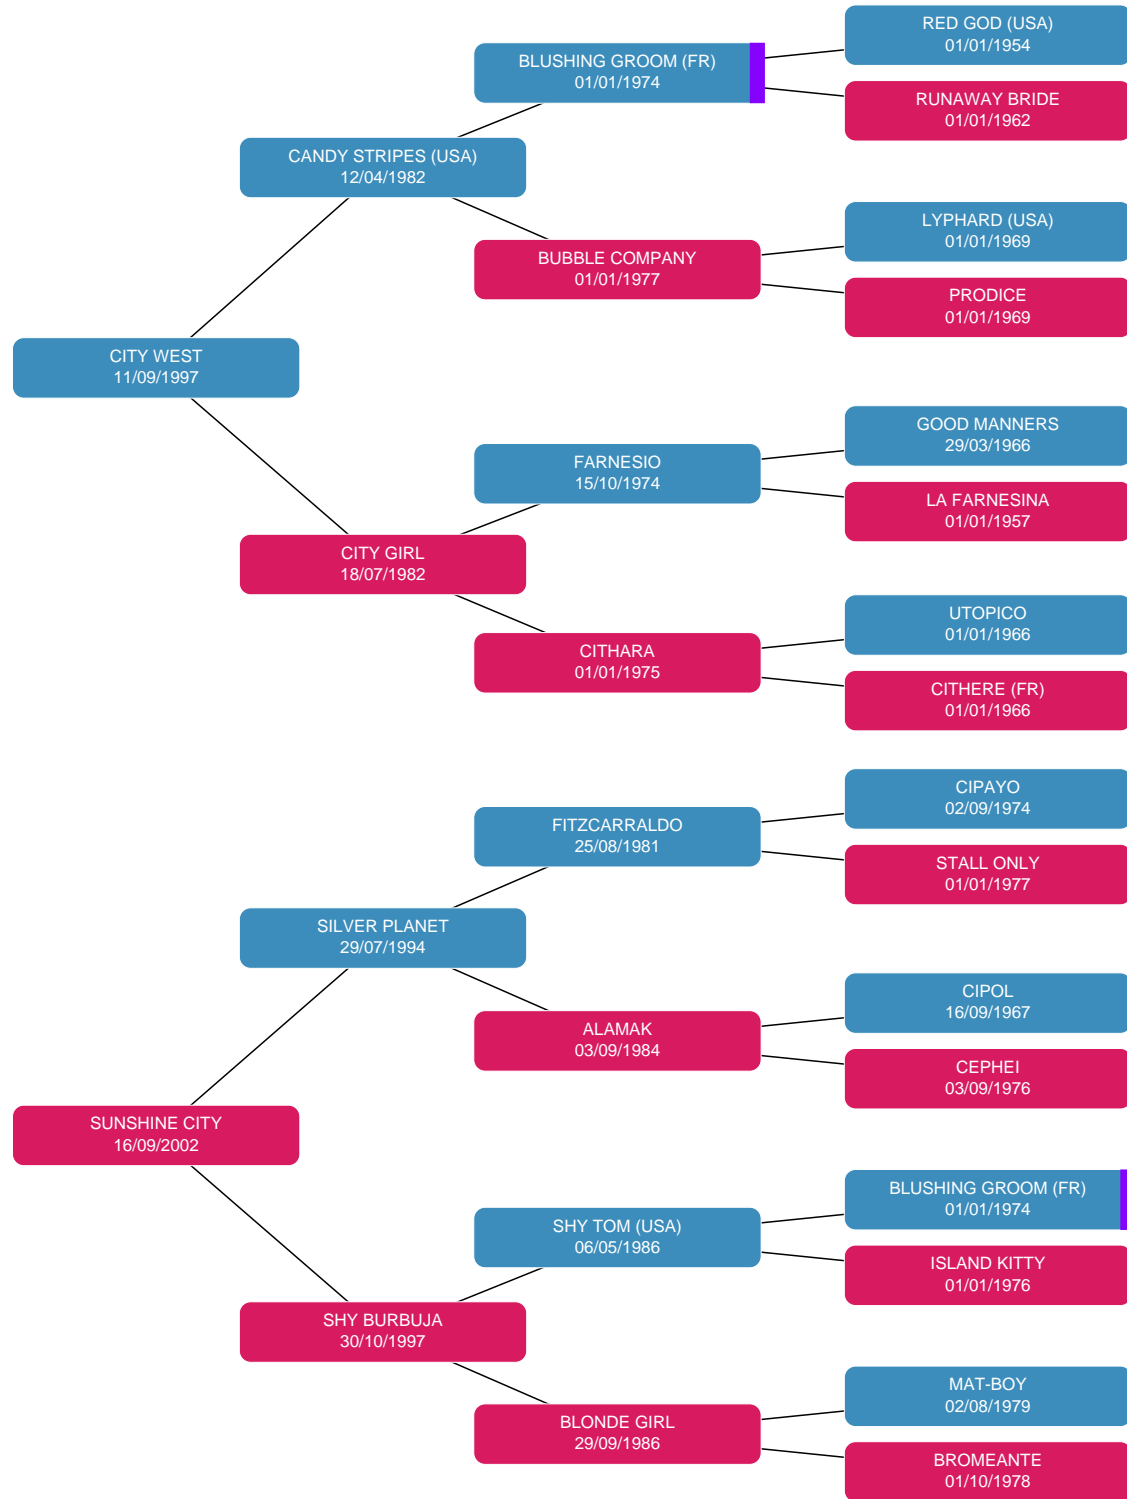 RED GOD (USA)
01/01/1954
BLUSHING GROOM (FR)
01/01/1974
RUNAWAY BRIDE
01/01/1962
CANDY STRIPES (USA)
12/04/1982
LYPHARD (USA)
01/01/1969
BUBBLE COMPANY
01/01/1977
PRODICE
01/01/1969
CITY WEST
11/09/1997
GOOD MANNERS
29/03/1966
FARNESIO
15/10/1974
LA FARNESINA
01/01/1957
CITY GIRL
18/07/1982
UTOPICO
01/01/1966
CITHARA
01/01/1975
CITHERE (FR)
01/01/1966
CIPAYO
02/09/1974
FITZCARRALDO
25/08/1981
STALL ONLY
01/01/1977
SILVER PLANET
29/07/1994
CIPOL
16/09/1967
ALAMAK
03/09/1984
CEPHEI
03/09/1976
SUNSHINE CITY
16/09/2002
BLUSHING GROOM (FR)
01/01/1974
SHY TOM (USA)
06/05/1986
ISLAND KITTY
01/01/1976
SHY BURBUJA
30/10/1997
MAT-BOY
02/08/1979
BLONDE GIRL
29/09/1986
BROMEANTE
01/10/1978